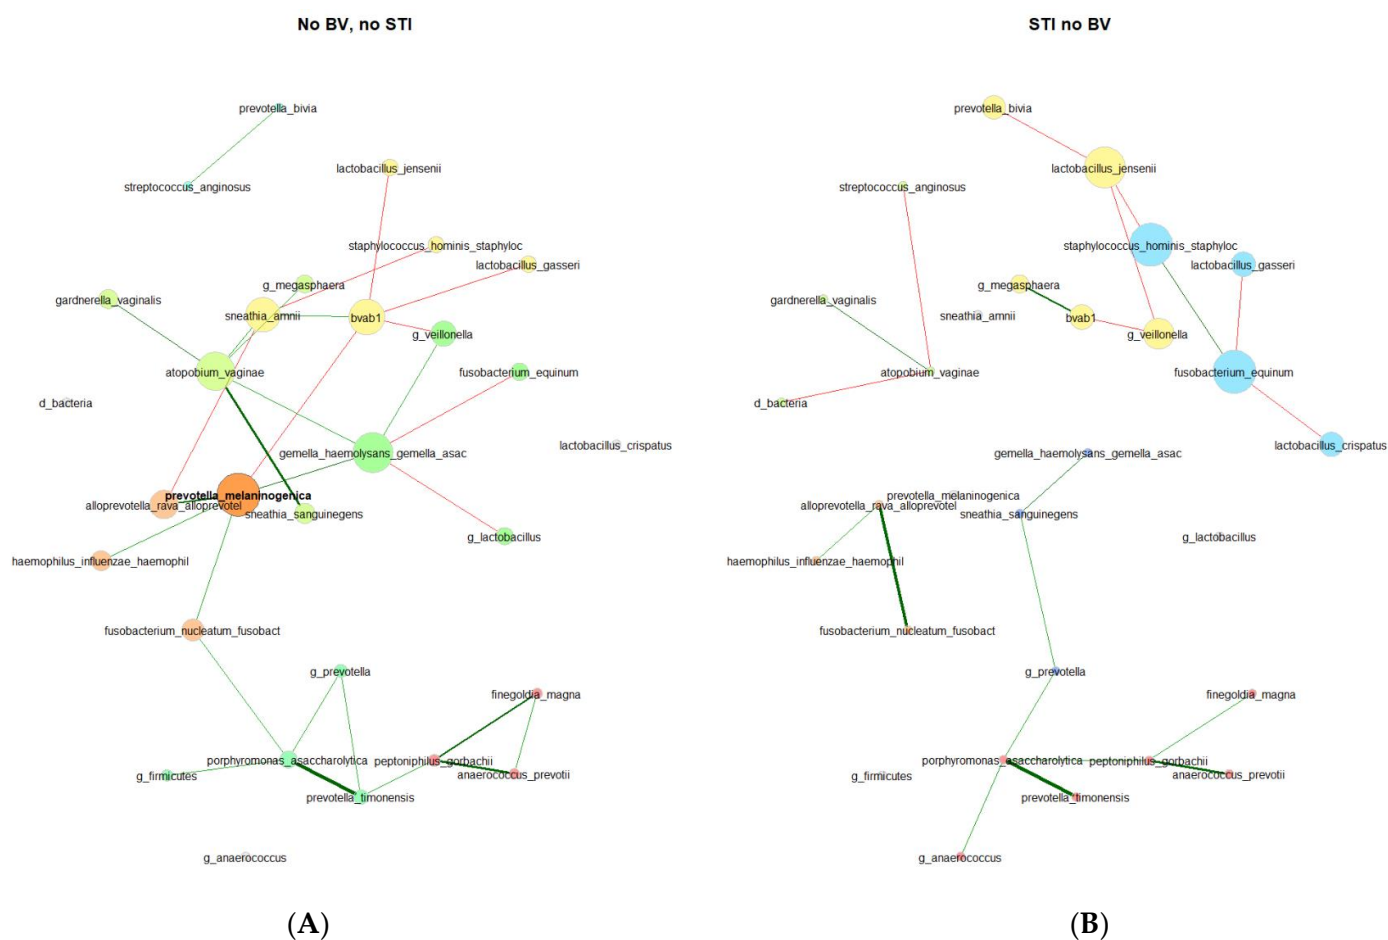 No BV, no STI
STI no BV
prevotella_bivia
streptococcus_anginosus
lactobacillus_jensenii
staphylococcus_hominis_staphyloc
lactobacillus_gasseri
g_megasphaera
gardnerella_vaginalis
sneathia_amnii
bvab1
g_veillonella
atopobium_vaginae
fusobacterium_equinum
d_bacteria
lactobacillus_crispatus
gemella_haemolysans_gemella_asac
prevotella_melaninogenica
alloprevotella_rava_alloprevotel
sneathia_sanguinegens
g_lactobacillus
haemophilus_influenzae_haemophil
fusobacterium_nucleatum_fusobact
g_prevotella
finegoldia_magna
porphyromonas_asaccharolytica
peptoniphilus_gorbachii
g_firmicutes
anaerococcus_prevotii
prevotella_timonensis
g_anaerococcus
(A)
prevotella_bivia
lactobacillus_jensenii
streptococcus_anginosus
staphylococcus_hominis_staphyloc
lactobacillus_gasseri
g_megasphaera
gardnerella_vaginalis
sneathia_amnii
bvab1
g_veillonella
atopobium_vaginae
fusobacterium_equinum
d_bacteria
lactobacillus_crispatus
gemella_haemolysans_gemella_asac
prevotella_melaninogenica
alloprevotella_rava_alloprevotel
sneathia_sanguinegens
g_lactobacillus
haemophilus_influenzae_haemophil
fusobacterium_nucleatum_fusobact
g_prevotella
finegoldia_magna
porphyromonas_asaccharolytica
peptoniphilus_gorbachii
g_firmicutes
anaerococcus_prevotii
prevotella_timonensis
g_anaerococcus
(B)